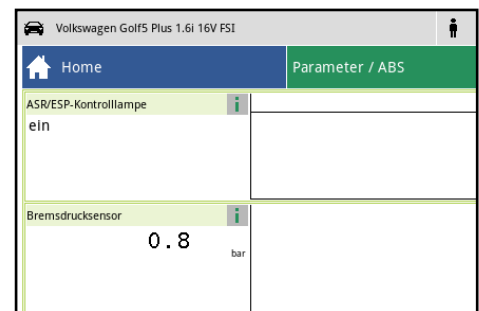 Volkswagen Golf5 Plus 1.6i 16V FSI
Home
Parameter / ABS
ASR/ESP-Kontrolllampe
i
ein
Bremsdrucksensor
i
0.8
bar